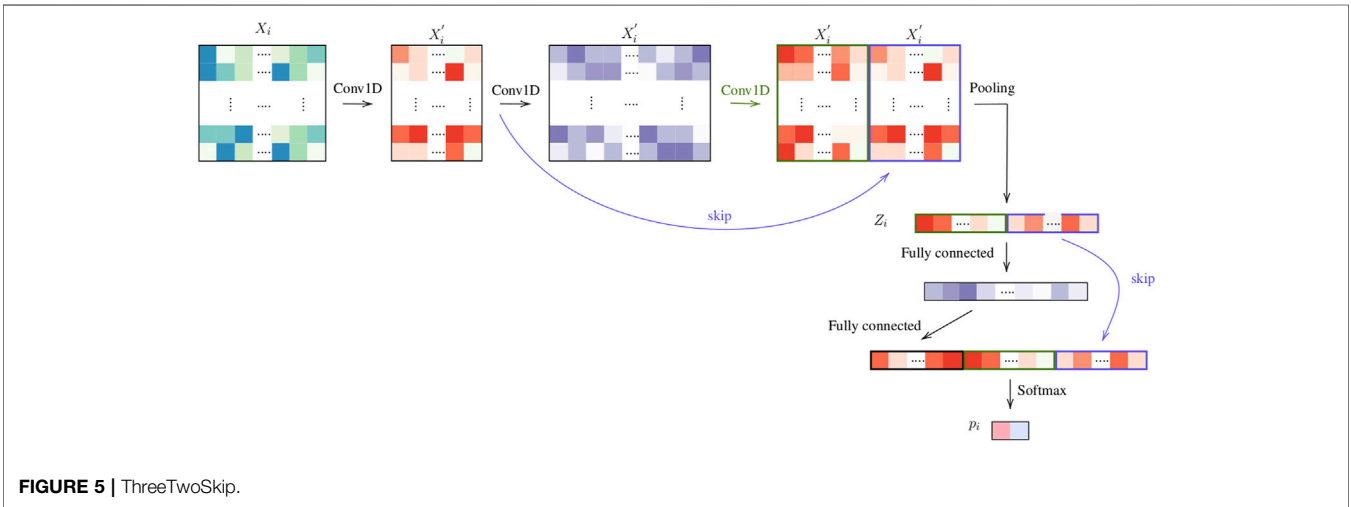 X_i
X_i'
X_i'
X_i' X_i'
Conv1D
Conv1D
Conv1D
Pooling
skip
Z_i
Fully connected
skip
Fully connected
Softmax
p_i
FIGURE 5 | ThreeTwoSkip.